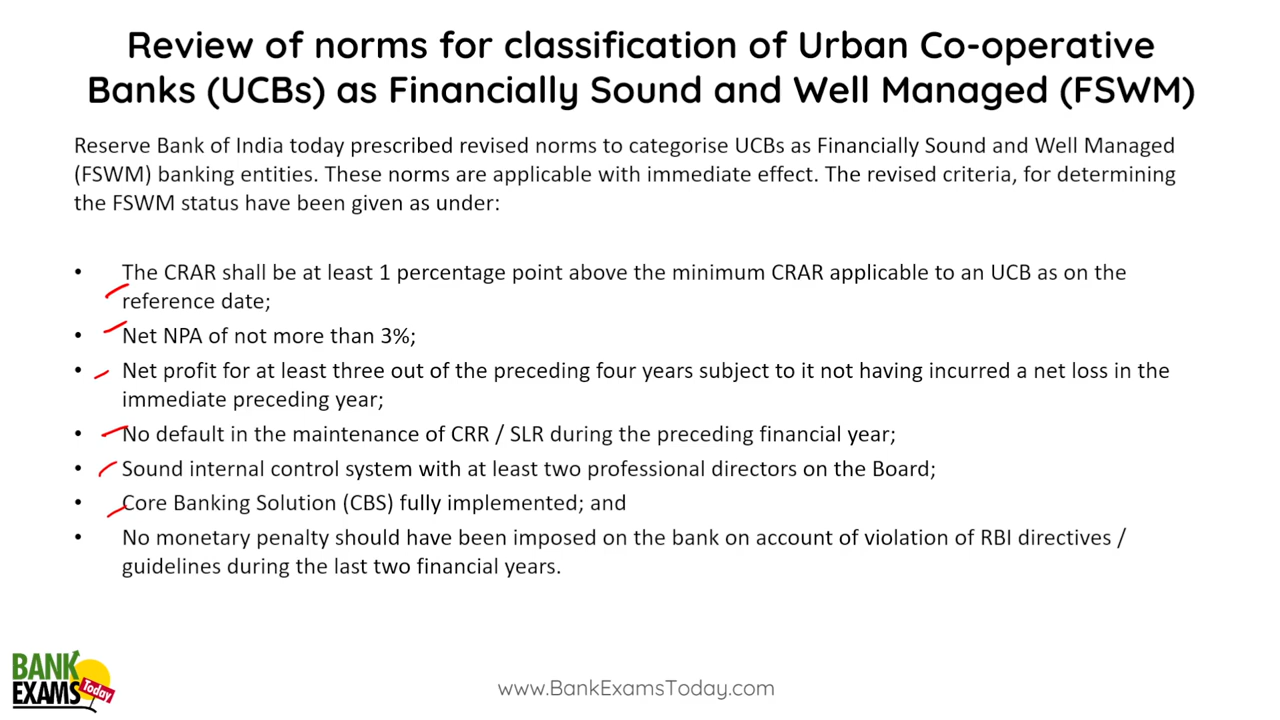 Review of norms for classification of Urban Co-operative
Banks (UCBs) as Financially Sound and Well Managed (FSWM)
Reserve Bank of India today prescribed revised norms to categorise UCBs as Financially Sound and Well Managed
(FSWM) banking entities. These norms are applicable with immediate effect. The revised criteria, for determining
the FSWM status have been given as under:
• The CRAR shall be at least 1 percentage point above the minimum CRAR applicable to an UCB as on the
reference date;
• Net NPA of not more than 3%;
• Net profit for at least three out of the preceding four years subject to it not having incurred a net loss in the
immediate preceding year;
• No default in the maintenance of CRR / SLR during the preceding financial year;
• Sound internal control system with at least two professional directors on the Board;
• Core Banking Solution (CBS) fully implemented; and
• No monetary penalty should have been imposed on the bank on account of violation of RBI directives /
guidelines during the last two financial years.
BANK
EXAMS
Today
www.BankExamsToday.com